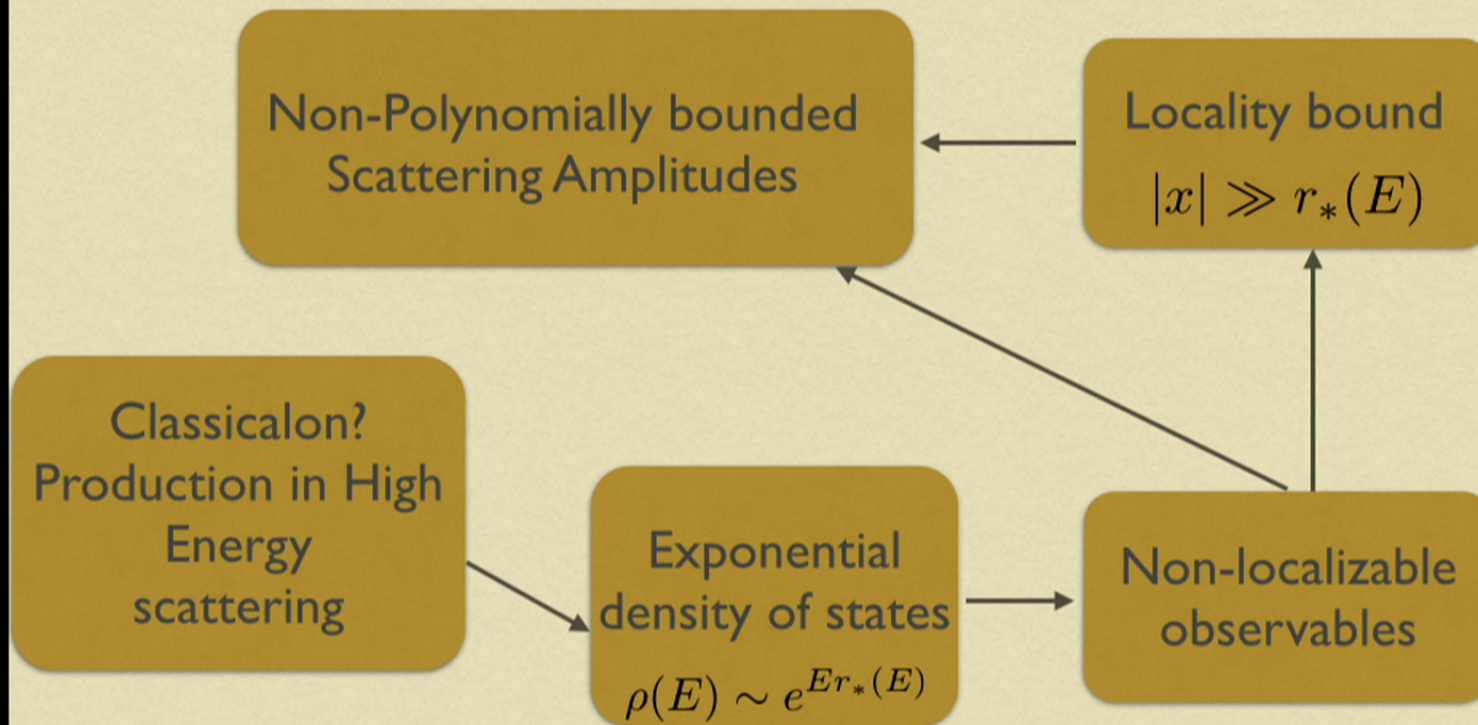 Non-Polynomially bounded
Scattering Amplitudes
Locality bound
|x| ≫ r_*(E)
Classicalon?
Production in High
Energy
scattering
Exponential
density of states
ρ(E) ∼ e^{Er_*(E)}
Non-localizable
observables